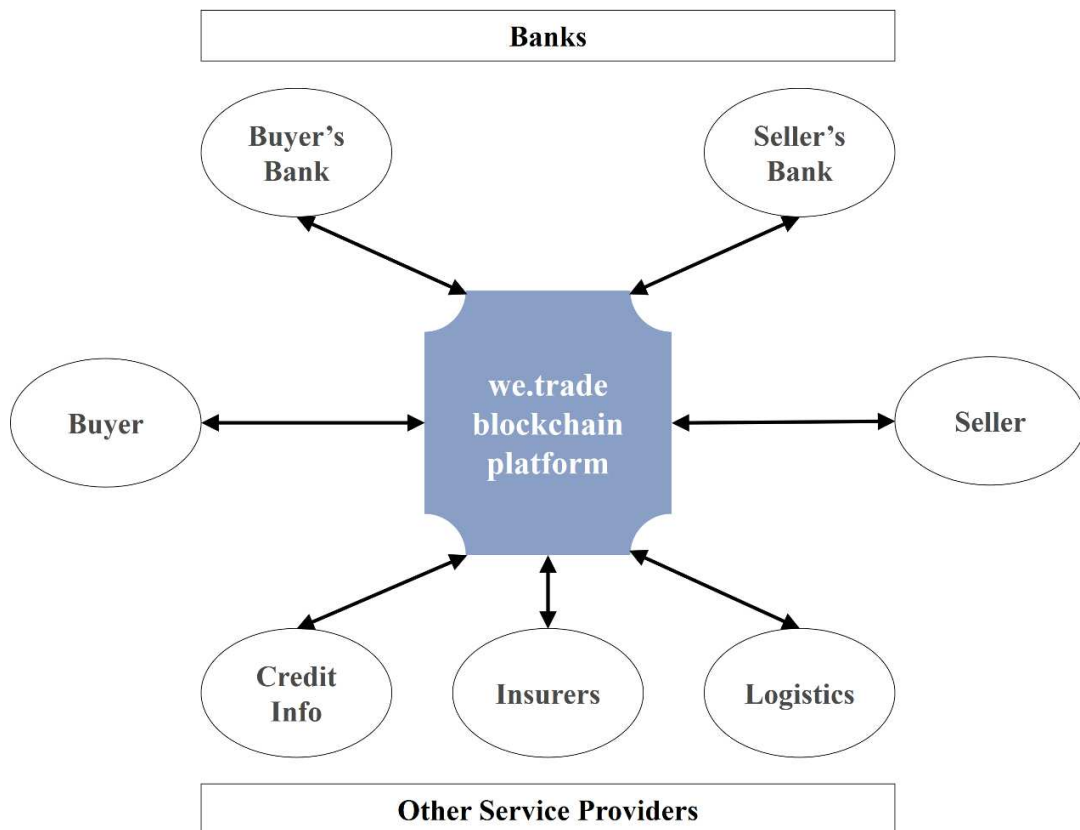 Banks
Buyer’s
Bank
Seller’s
Bank
we.trade
blockchain
platform
Buyer
Seller
Credit
Info
Insurers
Logistics
Other Service Providers